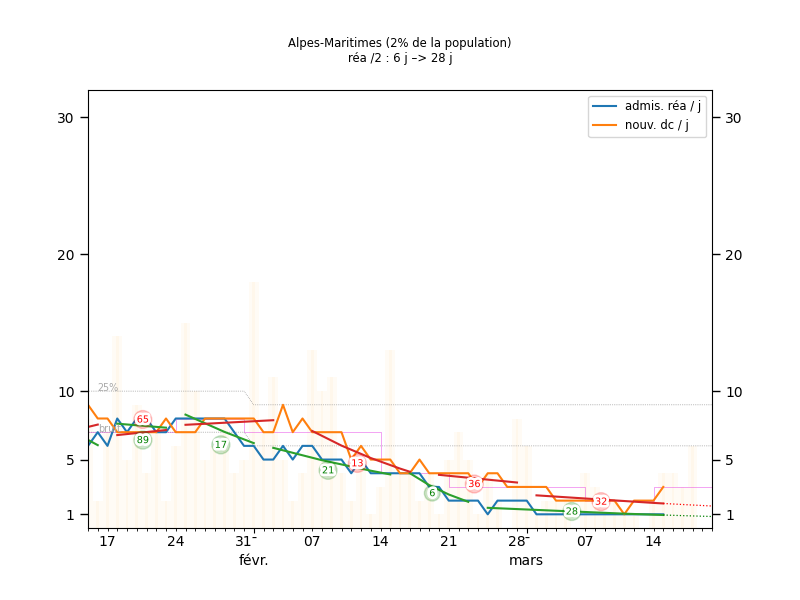 Alpes-Maritimes (2% de la population)
réa /2 : 6 j –> 28 j
admis. réa / j
nouv. dc / j
30 30
20 20
10 10
5 5
1 1
25%
65
89
17
21
13
6
36
28
32
17 24 31- 07 14 21 28- 07 14
févr. mars